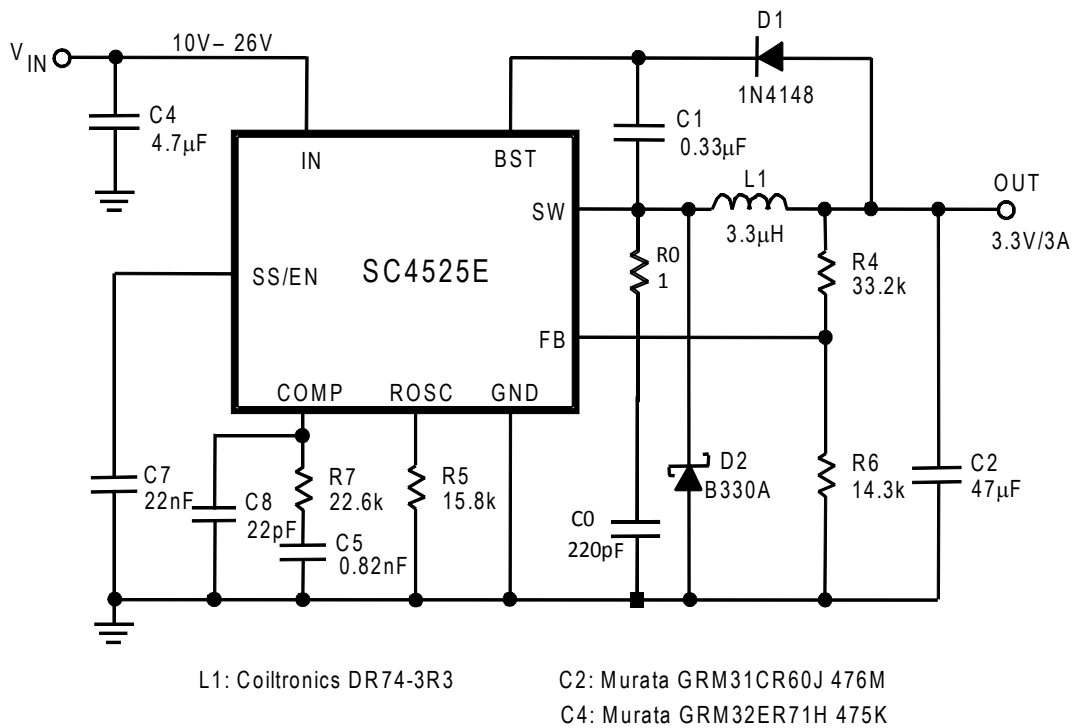 V IN
10V– 26V
D1
1N4148
C4
4.7µF
C1
0.33µF
IN
BST
L1
3.3µH
OUT
3.3V/3A
SW
R0
1
R4
33.2k
SS/EN
SC4525E
FB
COMP
ROSC
GND
C7
22nF
C8
22pF
R7
22.6k
C5
0.82nF
R5
15.8k
C0
220pF
D2
B330A
R6
14.3k
C2
47µF
L1: Coiltronics DR74-3R3
C2: Murata GRM31CR60J 476M
C4: Murata GRM32ER71H 475K